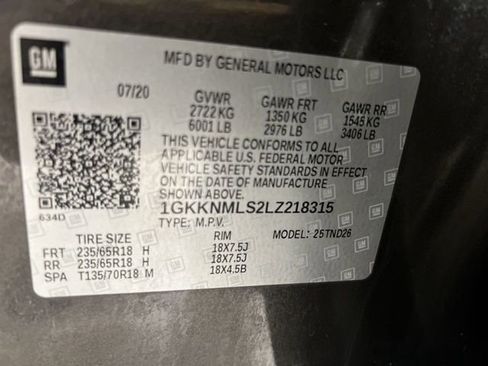 GM
MFD BY GENERAL MOTORS LLC
07/20
GVWR GAWR FRT GAWR RR
2722 KG 1350 KG 1545 KG
6001 LB 2976 LB 3406 LB
THIS VEHICLE CONFORMS TO ALL
APPLICABLE U.S. FEDERAL MOTOR
VEHICLE SAFETY STANDARDS IN EFFECT
ON THE DATE OF MANUFACTURE
SHOWN ABOVE.
1GKKNMLS2LZ218315
634D
TYPE: M.P.V. MODEL: 25TND26
TIRE SIZE RIM
FRT 235/65R18 H 18X7.5J
RR 235/65R18 H 18X7.5J
SPA T135/70R18 M 18X4.5B